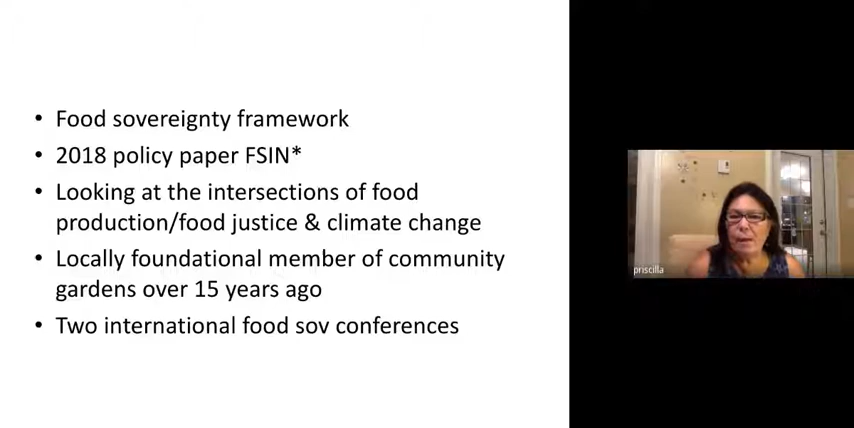 • Food sovereignty framework
• 2018 policy paper FSIN*
• Looking at the intersections of food
production/food justice & climate change
• Locally foundational member of community
gardens over 15 years ago
• Two international food sov conferences
priscilla